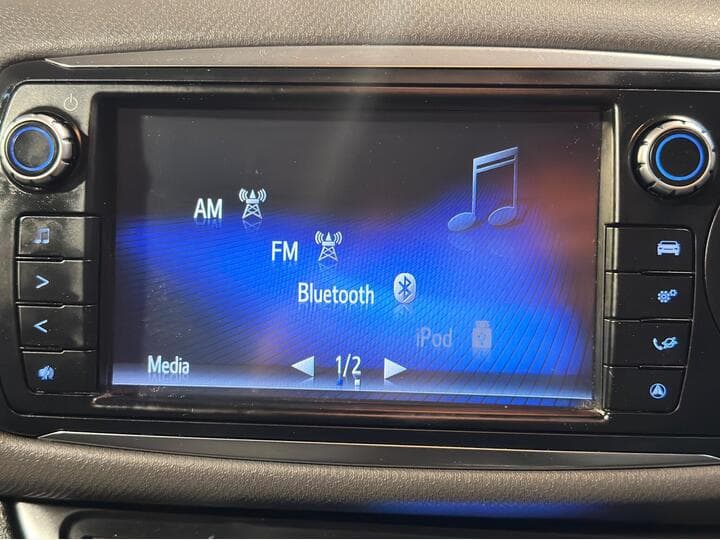 AM
FM
Bluetooth
iPod
Media
1/2